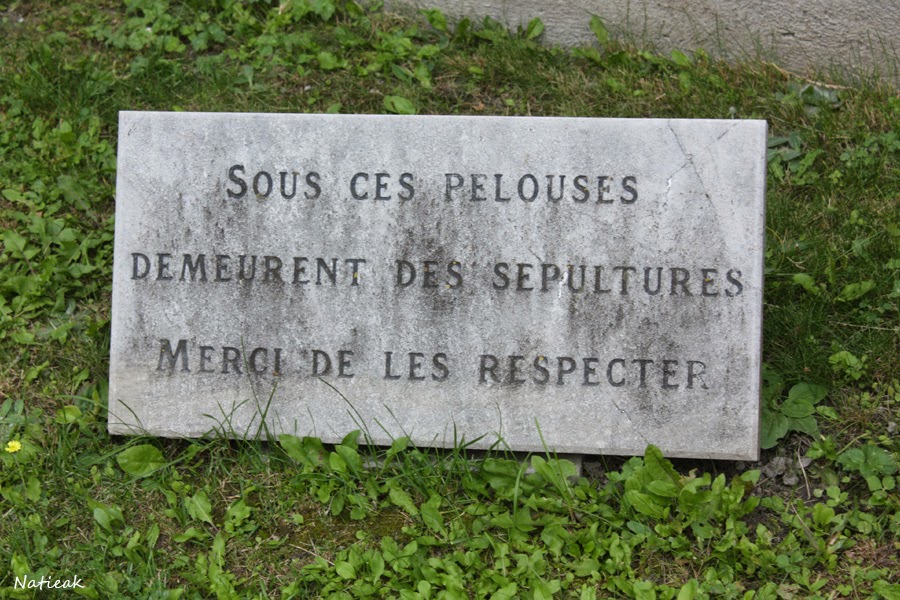 SOUS CES PELOUSES
DEMEURENT DES SEPULTURES
MERCI DE LES RESPECTER
Natieak